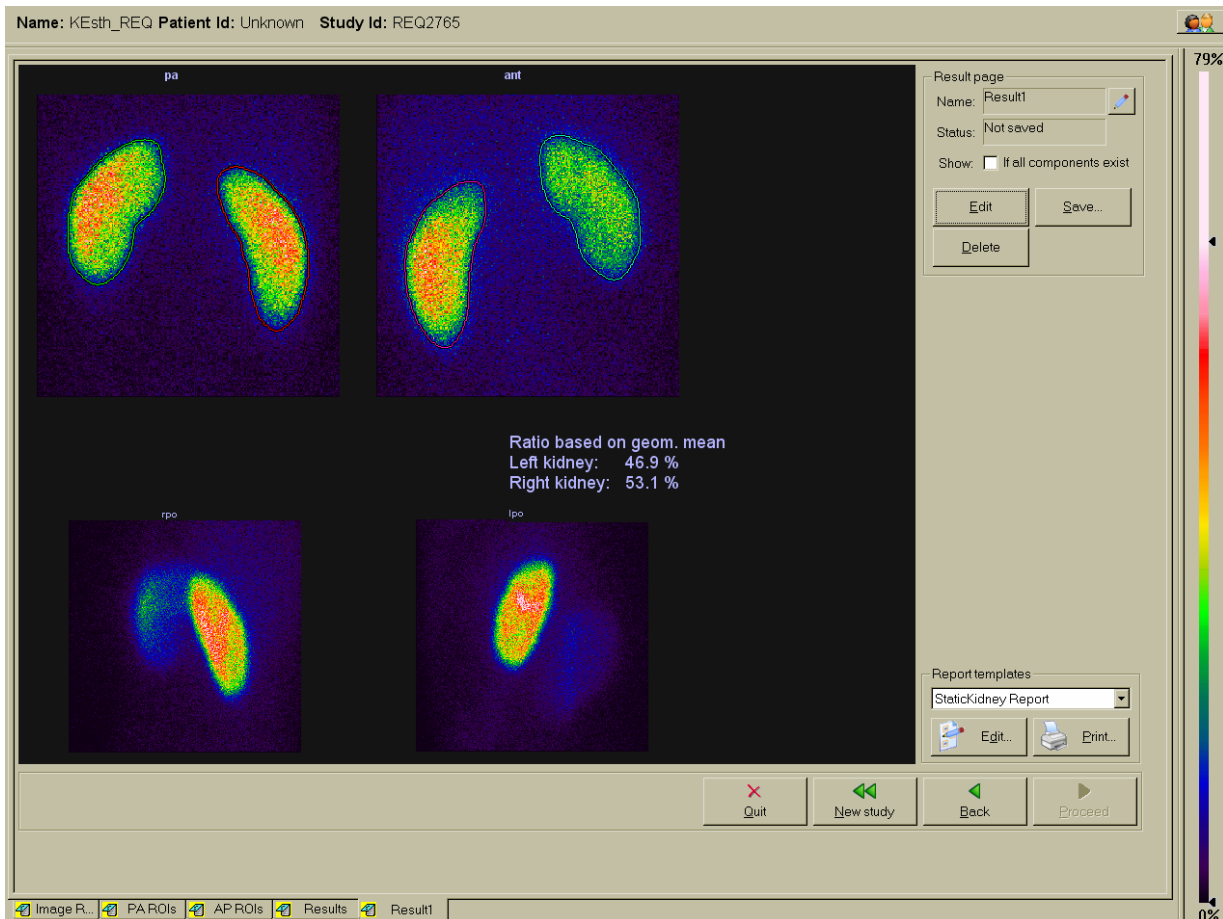 Name: KEsth_REQ Patient Id: Unknown Study Id: REQ2765
pa
ant
Ratio based on geom. mean
Left kidney: 46.9 %
Right kidney: 53.1 %
rpo
lpo
Result page
Name: Result1
Status: Not saved
Show: If all components exist
Edit
Save...
Delete
79%
Report templates
StaticKidney Report
Edit...
Print...
Quit
New study
Back
Proceed
Image R...
PA ROIs
AP ROIs
Results
Result1
0%